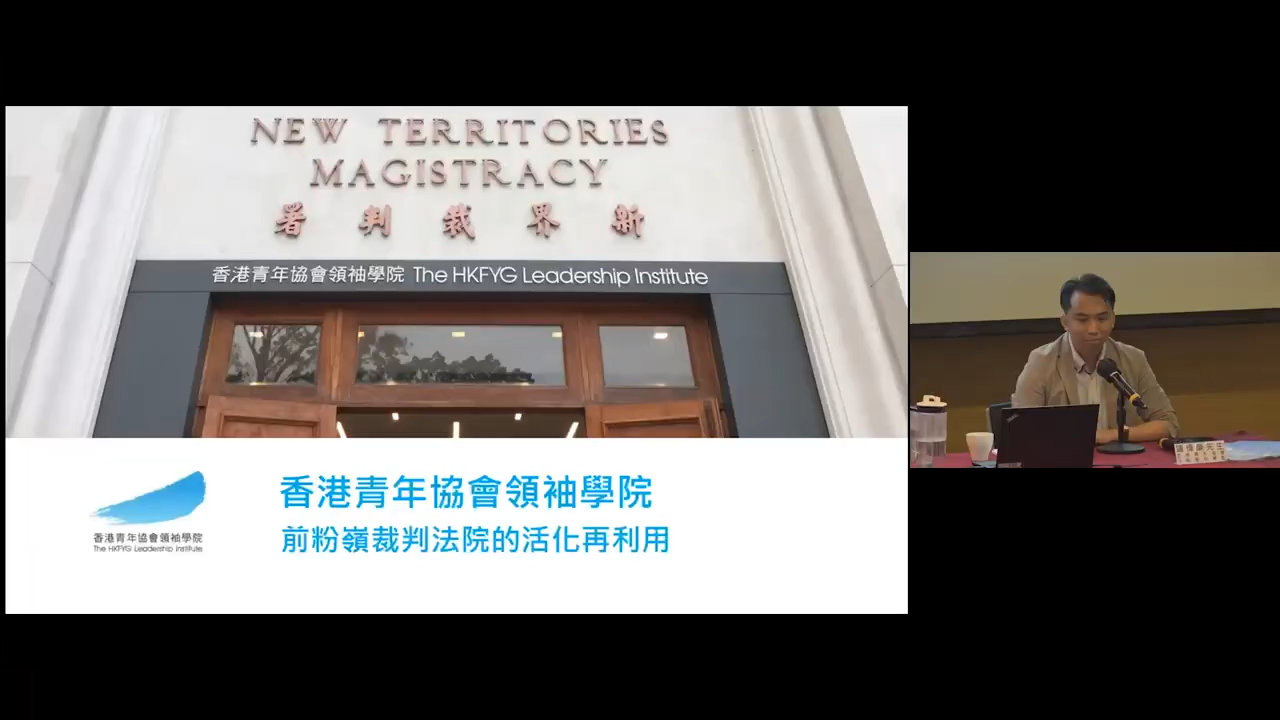 NEW TERRITORIES
MAGISTRACY
署判裁界新
香港青年協會領袖學院 The HKFYG Leadership Institute
香港青年協會領袖學院
前粉嶺裁判法院的活化再利用
香港青年協會領袖學院
The HKFYG Leadership Institute